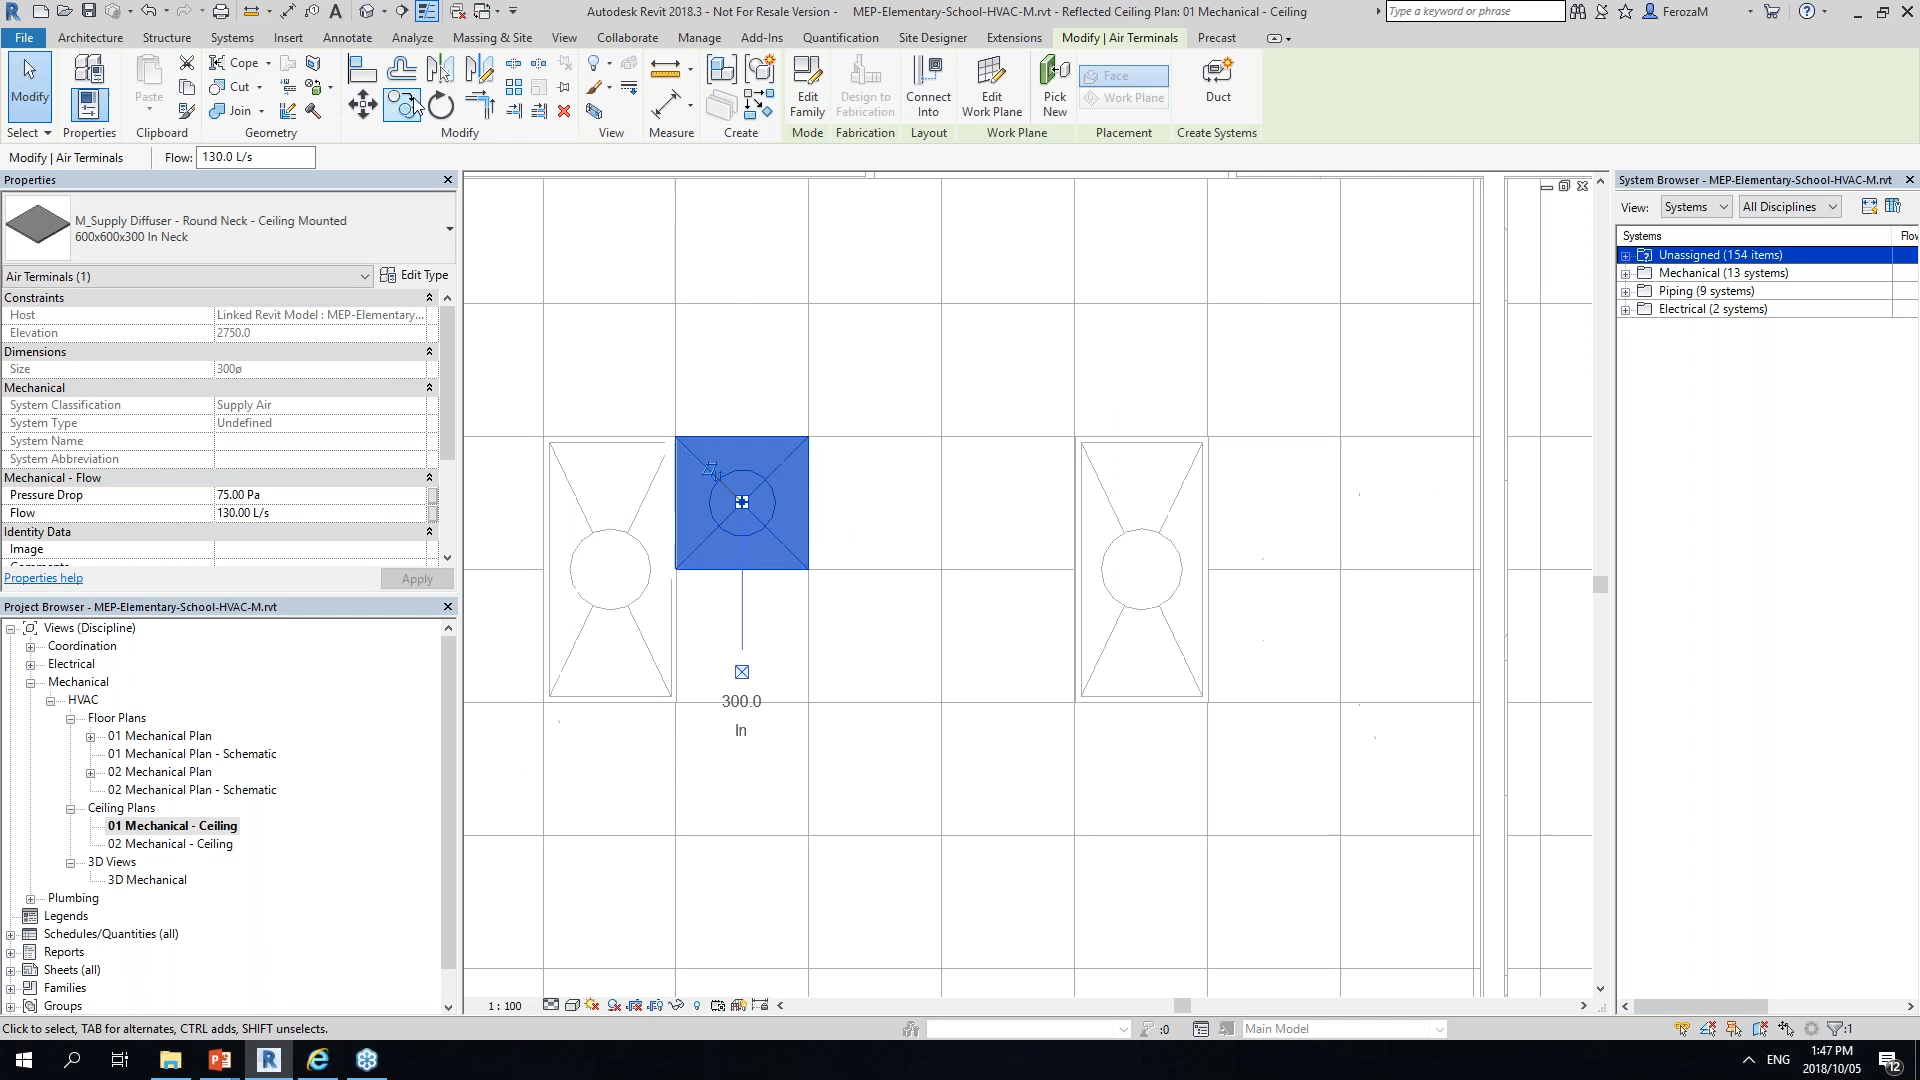 Autodesk Revit 2018.3 - Not For Resale Version - MEP-Elementary-School-HVAC-M.rvt - Reflected Ceiling Plan: 01 Mechanical - Ceiling
Type a keyword or phrase
FerozaM
File Architecture Structure Systems Insert Annotate Analyze Massing & Site View Collaborate Manage Add-Ins Quantification Site Designer Extensions Modify | Air Terminals Precast
Cope
Cut
Join
Modify
Paste
Edit Family
Design to Fabrication
Connect Into
Edit Work Plane
Pick New
Face
Work Plane
Duct
Select Properties Clipboard Geometry Modify View Measure Create Mode Fabrication Layout Work Plane Placement Create Systems
Modify | Air Terminals Flow: 130.0 L/s
Properties
M_Supply Diffuser - Round Neck - Ceiling Mounted
600x600x300 In Neck
Air Terminals (1) Edit Type
Constraints
Host Linked Revit Model : MEP-Elementary...
Elevation 2750.0
Dimensions
Size 300ø
Mechanical
System Classification Supply Air
System Type Undefined
System Name
System Abbreviation
Mechanical - Flow
Pressure Drop 75.00 Pa
Flow 130.00 L/s
Identity Data
Image
Properties help Apply
Project Browser - MEP-Elementary-School-HVAC-M.rvt
Views (Discipline)
Coordination
Electrical
Mechanical
HVAC
Floor Plans
01 Mechanical Plan
01 Mechanical Plan - Schematic
02 Mechanical Plan
02 Mechanical Plan - Schematic
Ceiling Plans
01 Mechanical - Ceiling
02 Mechanical - Ceiling
3D Views
3D Mechanical
Plumbing
Legends
Schedules/Quantities (all)
Reports
Sheets (all)
Families
Groups
300.0
In
1 : 100
System Browser - MEP-Elementary-School-HVAC-M.rvt
View: Systems All Disciplines
Systems Flow
Unassigned (154 items)
Mechanical (13 systems)
Piping (9 systems)
Electrical (2 systems)
Click to select, TAB for alternates, CTRL adds, SHIFT unselects.
:0
Main Model
:1
ENG
1:47 PM
2018/10/05
12